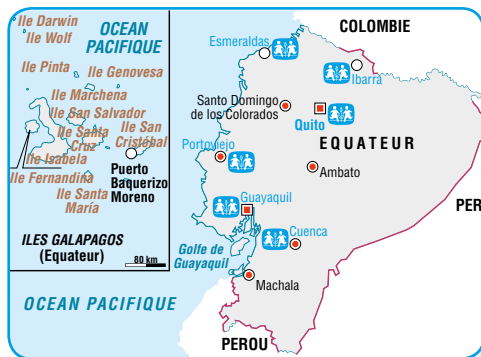 Ile Darwin
Ile Wolf
OCEAN
PACIFIQUE
Ile Pinta
Ile Genovesa
Ile Marchena
Ile San Salvador
Ile Santa
Cruz
Ile San
Cristóbal
Ile Isabela
Ile Fernandina
Ile Santa
María
Puerto
Baquerizo
Moreno
ILES GALAPAGOS
(Equateur)
80 km
COLOMBIE
Esmeraldas
Ibarra
Santo Domingo
de los Colorados
Quito
EQUATEUR
Portoviejo
Ambato
PER
Guayaquil
Cuenca
Golfe de
Guayaquil
Machala
OCEAN PACIFIQUE
PEROU